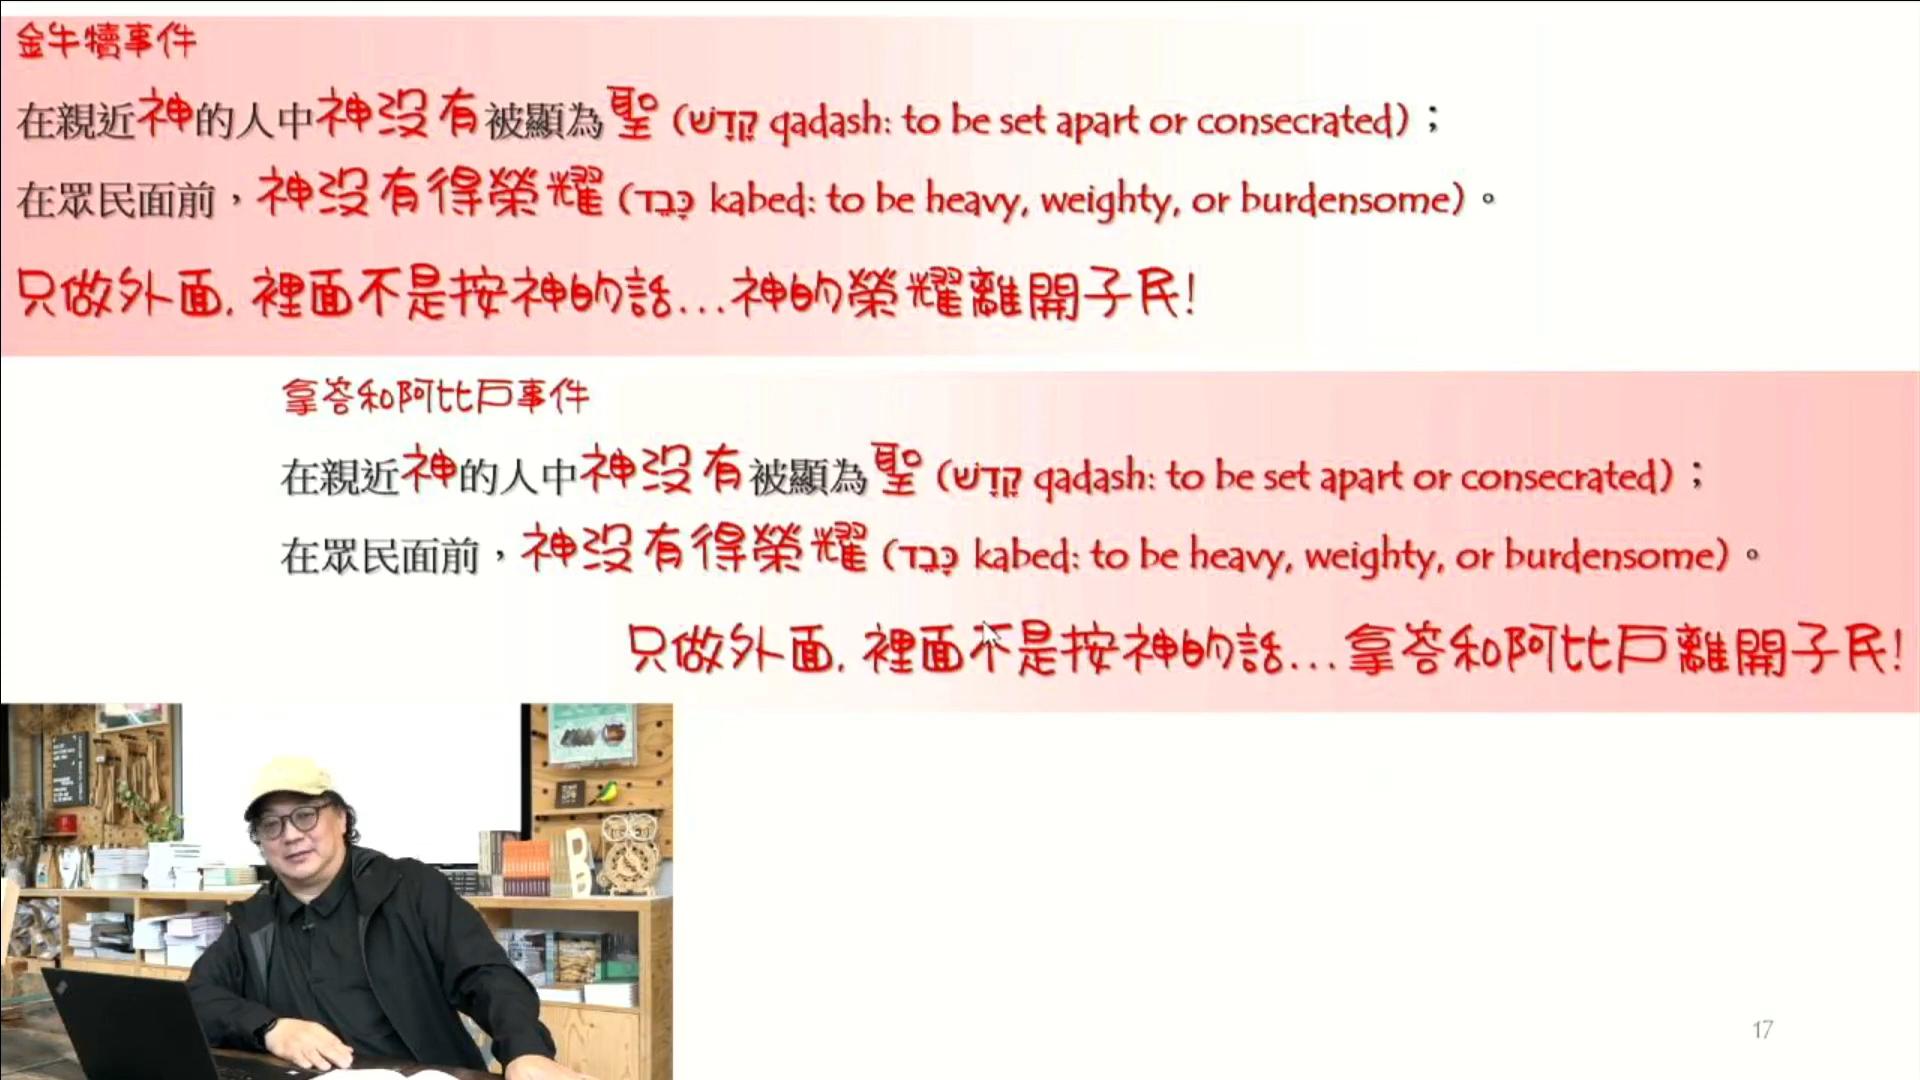 金牛犢事件
在親近神的人中神沒有被顯為聖 (קָדַשׁ qadash: to be set apart or consecrated)；
在眾民面前，神沒有得榮耀 (כָּבֵד kabed: to be heavy, weighty, or burdensome)。
只做外面, 裡面不是按神的話...神的榮耀離開子民!
拿答和阿比戶事件
在親近神的人中神沒有被顯為聖 (קָדַשׁ qadash: to be set apart or consecrated)；
在眾民面前，神沒有得榮耀 (כָּבֵד kabed: to be heavy, weighty, or burdensome)。
只做外面, 裡面不是按神的話...拿答和阿比戶離開子民!
B
17